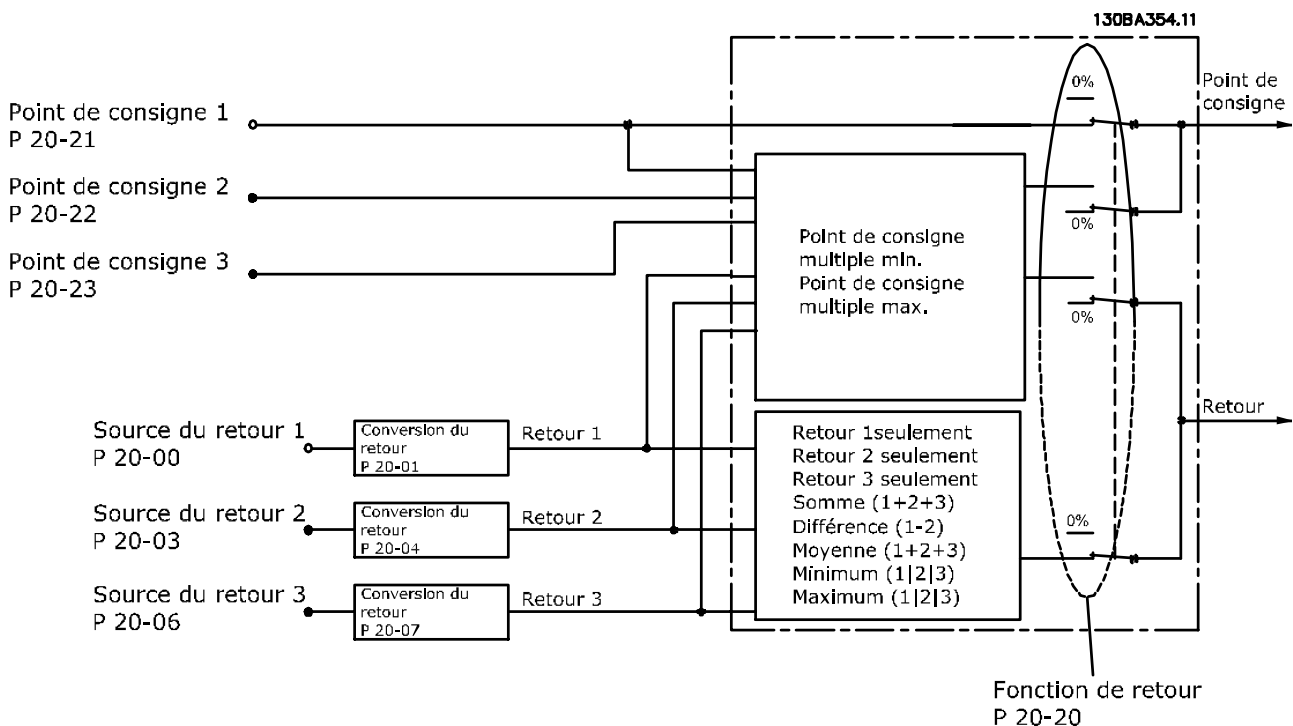 130BA354.11
Point de consigne 1
P 20-21
Point de consigne 2
P 20-22
Point de consigne 3
P 20-23
0%
Point de
consigne
Point de consigne
multiple min.
Point de consigne
multiple max.
0%
0%
Source du retour 1
P 20-00
Conversion du
retour
P 20-01
Retour 1
Source du retour 2
P 20-03
Conversion du
retour
P 20-04
Retour 2
Source du retour 3
P 20-06
Conversion du
retour
P 20-07
Retour 3
Retour 1seulement
Retour 2 seulement
Retour 3 seulement
Somme (1+2+3)
Différence (1-2)
Moyenne (1+2+3)
Minimum (1|2|3)
Maximum (1|2|3)
0%
Retour
Fonction de retour
P 20-20